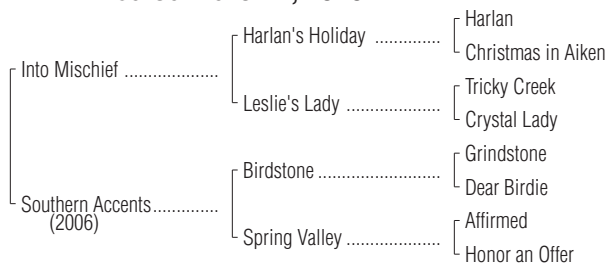 Harlan
Harlan's Holiday ..............
Christmas in Aiken
Into Mischief ....................
Tricky Creek
Leslie's Lady ....................
Crystal Lady
Grindstone
Birdstone ..........................
Dear Birdie
Southern Accents..............
(2006)
Affirmed
Spring Valley ....................
Honor an Offer